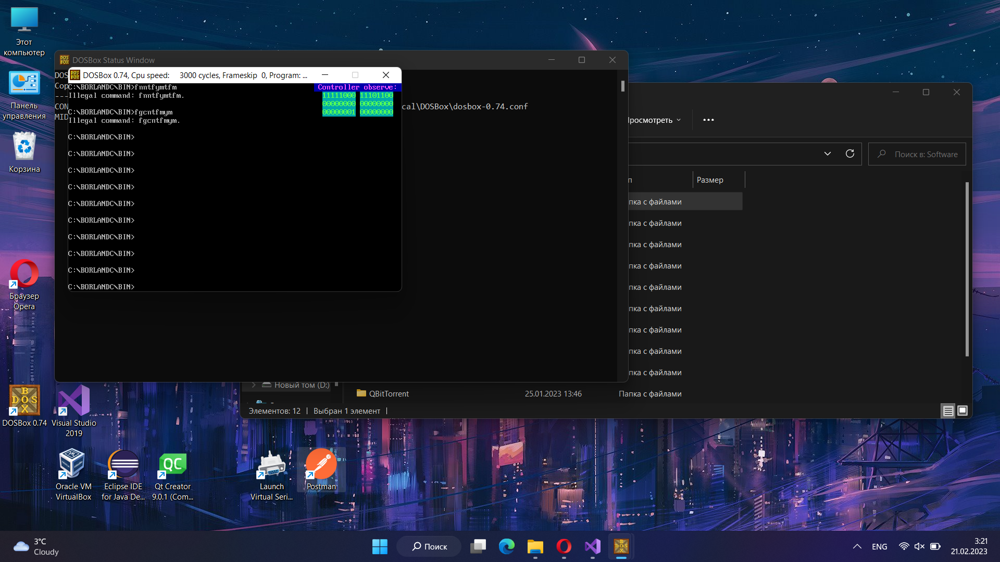 Этот
компьютер
Панель
управления
Корзина
Браузер
Opera
DOSBox 0.74
Visual Studio
2019
Oracle VM
VirtualBox
Eclipse IDE
for Java De...
Qt Creator
9.0.1 (Com...
Launch
Virtual Seri...
Postman
DOSBox Status Window
DOS
Cop
---
CON
MID
cal\DOSBox\dosbox-0.74.conf
DOSBox 0.74, Cpu speed: 3000 cycles, Frameskip 0, Program: ...
C:\BORLANDC\BIN>fnntfymtfm
Illegal command: fnntfymtfm.
C:\BORLANDC\BIN>fgcntfmym
Illegal command: fgcntfmym.
C:\BORLANDC\BIN>
C:\BORLANDC\BIN>
C:\BORLANDC\BIN>
C:\BORLANDC\BIN>
C:\BORLANDC\BIN>
C:\BORLANDC\BIN>
C:\BORLANDC\BIN>
C:\BORLANDC\BIN>
C:\BORLANDC\BIN>
C:\BORLANDC\BIN>
Controller observe:
11111000 11101100
00000000 00000000
00000001 00000000
Просмотреть
Поиск в: Software
п Размер
пка с файлами
пка с файлами
пка с файлами
пка с файлами
пка с файлами
пка с файлами
пка с файлами
пка с файлами
пка с файлами
Новый том (D:)
QBitTorrent 25.01.2023 13:46 Папка с файлами
Элементов: 12 Выбран 1 элемент
3°C
Cloudy
Поиск
ENG
3:21
21.02.2023